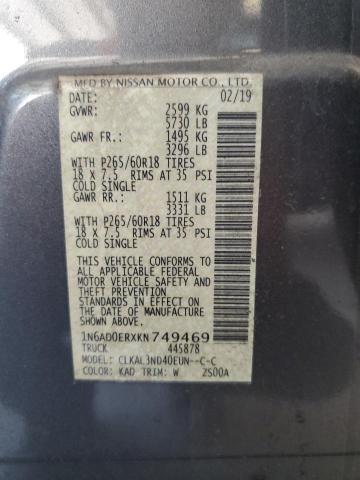 MFD BY NISSAN MOTOR CO., LTD.
DATE: 02/19
GVWR: 2599 KG
5730 LB
GAWR FR: 1495 KG
3296 LB
WITH P265/60R18 TIRES
18 X 7.5 RIMS AT 35 PSI
COLD SINGLE
GAWR RR: 1511 KG
3331 LB
WITH P265/60R18 TIRES
18 X 7.5 RIMS AT 35 PSI
COLD SINGLE
THIS VEHICLE CONFORMS TO
ALL APPLICABLE FEDERAL
MOTOR VEHICLE SAFETY AND
THEFT PREVENTION
STANDARDS IN EFFECT ON
THE DATE OF MANUFACTURE
SHOWN ABOVE.
1N6AD0ERXKN749469
TRUCK 445878
MODEL: CLKAL3ND40EUN--C-C
COLOR: KAD TRIM: W 2S00A